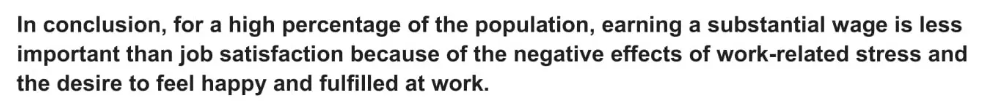 In conclusion, for a high percentage of the population, earning a substantial wage is less
important than job satisfaction because of the negative effects of work-related stress and
the desire to feel happy and fulfilled at work.